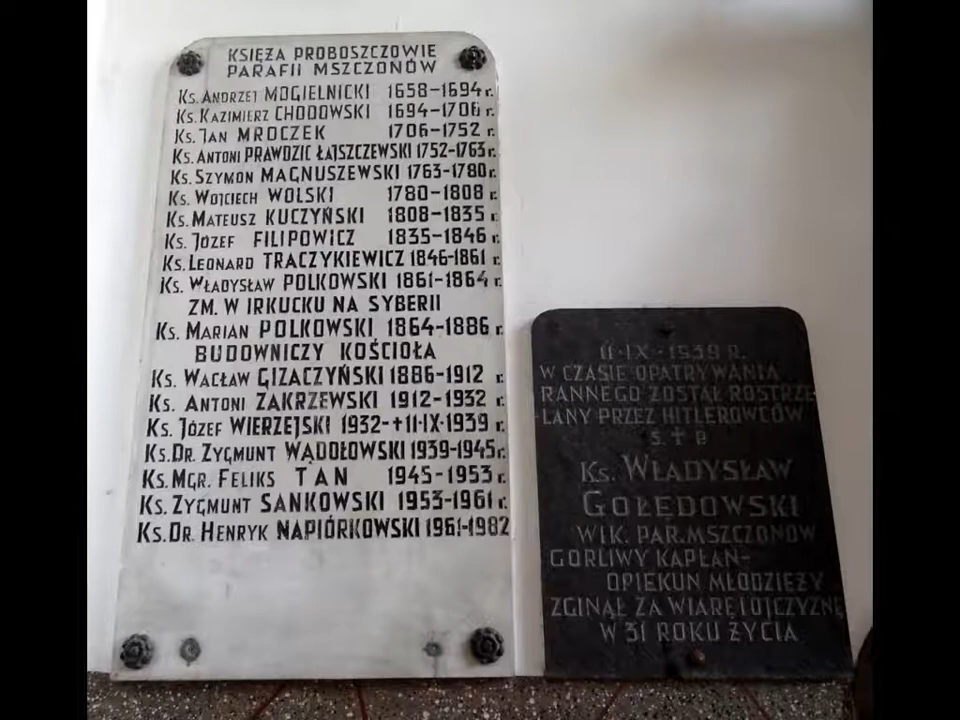 KSIĘŻA PROBOSZCZOWIE
PARAFII MSZCZONÓW
KS. ANDRZEJ MOGIELNICKI 1658-1694 r.
KS. KAZIMIERZ CHODOWSKI 1694-1706 r.
KS. JAN MROCZEK 1706-1752 r.
KS. ANTONI PRAWDZIC ŁAJSZCZEWSKI 1752-1763 r.
KS. SZYMON MAGNUSZEWSKI 1763-1780 r.
KS. WOJCIECH WOLSKI 1780-1808 r.
KS. MATEUSZ KUCZYŃSKI 1808-1835 r.
KS. JÓZEF FILIPOWICZ 1835-1846 r.
KS. LEONARD TRACZYKIEWICZ 1846-1861 r.
KS. WŁADYSŁAW POLKOWSKI 1861-1864 r.
ZM. W IRKUCKU NA SYBERII
KS. MARIAN POLKOWSKI 1864-1886 r.
BUDOWNICZY KOŚCIOŁA
KS. WACŁAW GIZACZYŃSKI 1886-1912 r.
KS. ANTONI ZAKRZEWSKI 1912-1932 r.
KS. JÓZEF WIERZEJSKI 1932-+11·IX·1939 r.
KS. DR. ZYGMUNT WĄDOŁOWSKI 1939-1945 r.
KS. MGR. FELIKS TAN 1945-1953 r.
KS. ZYGMUNT SANKOWSKI 1953-1961 r.
KS. DR. HENRYK NAPIÓRKOWSKI 1961-1982
11·IX·1939 R.
W CZASIE OPATRYWANIA
RANNEGO ZOSTAŁ ROSTRZE-
LANY PRZEZ HITLEROWCÓW
S. + P
KS. WŁADYSŁAW
GOŁĘDOWSKI
WIK. PAR. MSZCZONÓW
GORLIWY KAPŁAN-
OPIEKUN MŁODZIEŻY
ZGINĄŁ ZA WIARĘ I OJCZYZNĘ
W 31 ROKU ŻYCIA